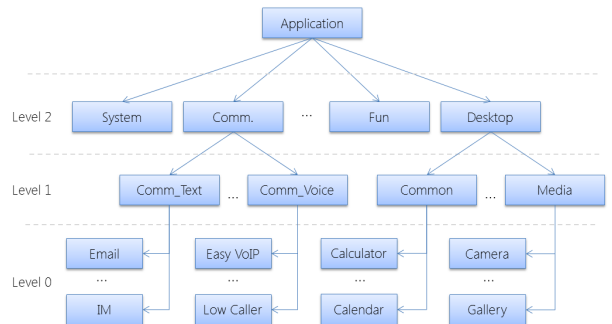 Application
Level 2
System
Comm.
...
Fun
Desktop
Level 1
Comm_Text
...
Comm_Voice
Common
...
Media
Level 0
Email
Easy VoIP
Calculator
Camera
...
...
...
...
IM
Low Caller
Calendar
Gallery